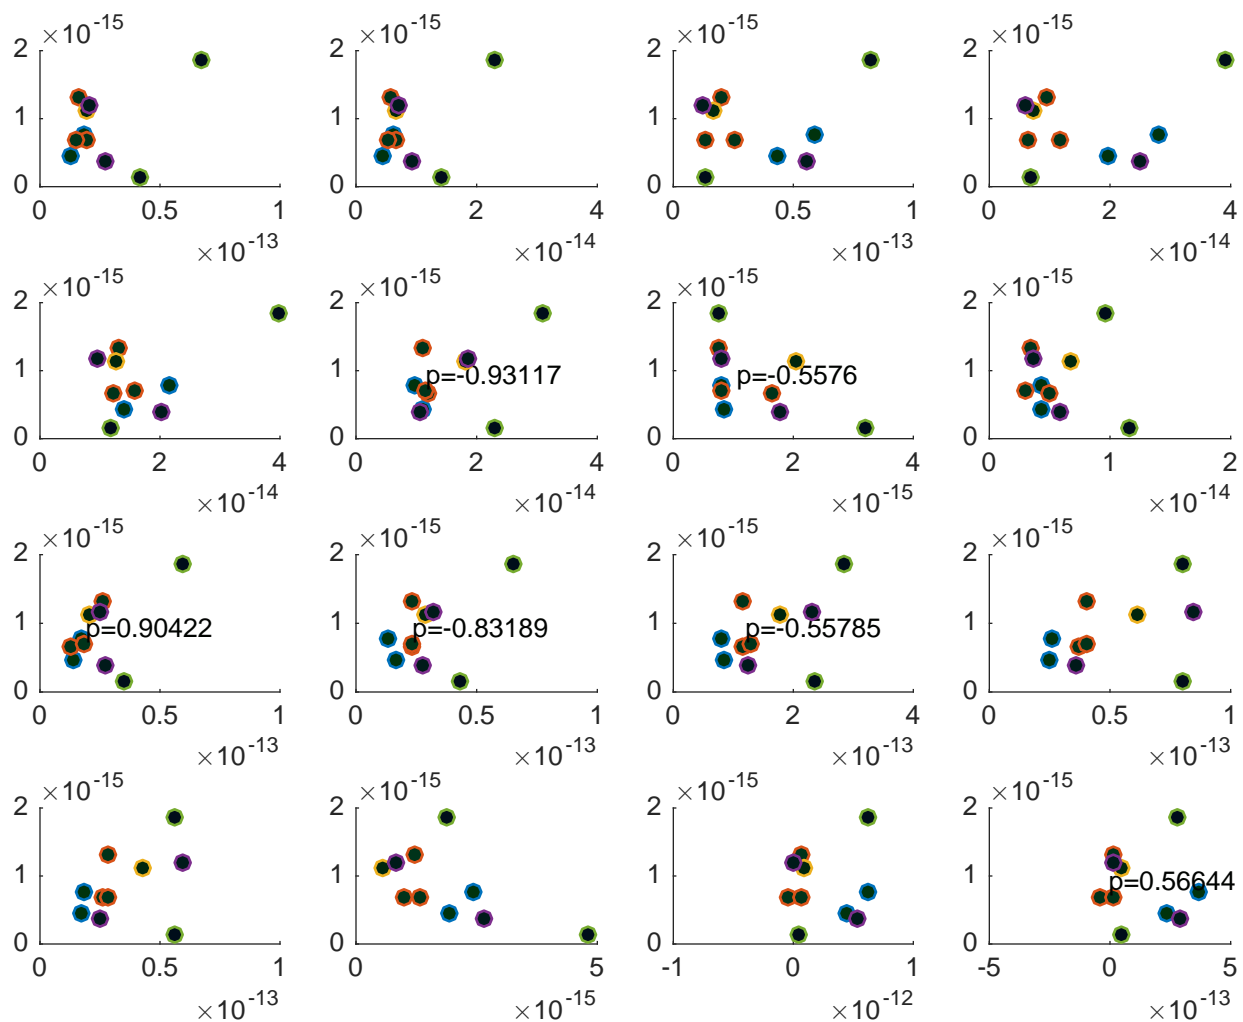 ×10-15 ×10-15 ×10-15 ×10-15
2 2 2 2
1 1 1 1
0 0 0 0
0 0.5 1 0 2 4 0 0.5 1 0 2 4
×10-13 ×10-14 ×10-13 ×10-14
×10-15 ×10-15 ×10-15 ×10-15
2 2 2 2
1 p=-0.93117 1 p=-0.5576 1 1
0 0 0 0
0 2 4 0 2 4 0 2 4 0 1 2
×10-14 ×10-14 ×10-15 ×10-14
×10-15 ×10-15 ×10-15 ×10-15
2 2 2 2
1 p=0.90422 1 p=-0.83189 1 p=-0.55785 1
0 0 0 0
0 0.5 1 0 0.5 1 0 2 4 0 0.5 1
×10-13 ×10-13 ×10-13 ×10-13
×10-15 ×10-15 ×10-15 ×10-15
2 2 2 2
1 1 1 1 p=0.56644
0 0 0 0
0 0.5 1 0 5 -1 0 1 -5 0 5
×10-13 ×10-15 ×10-12 ×10-13